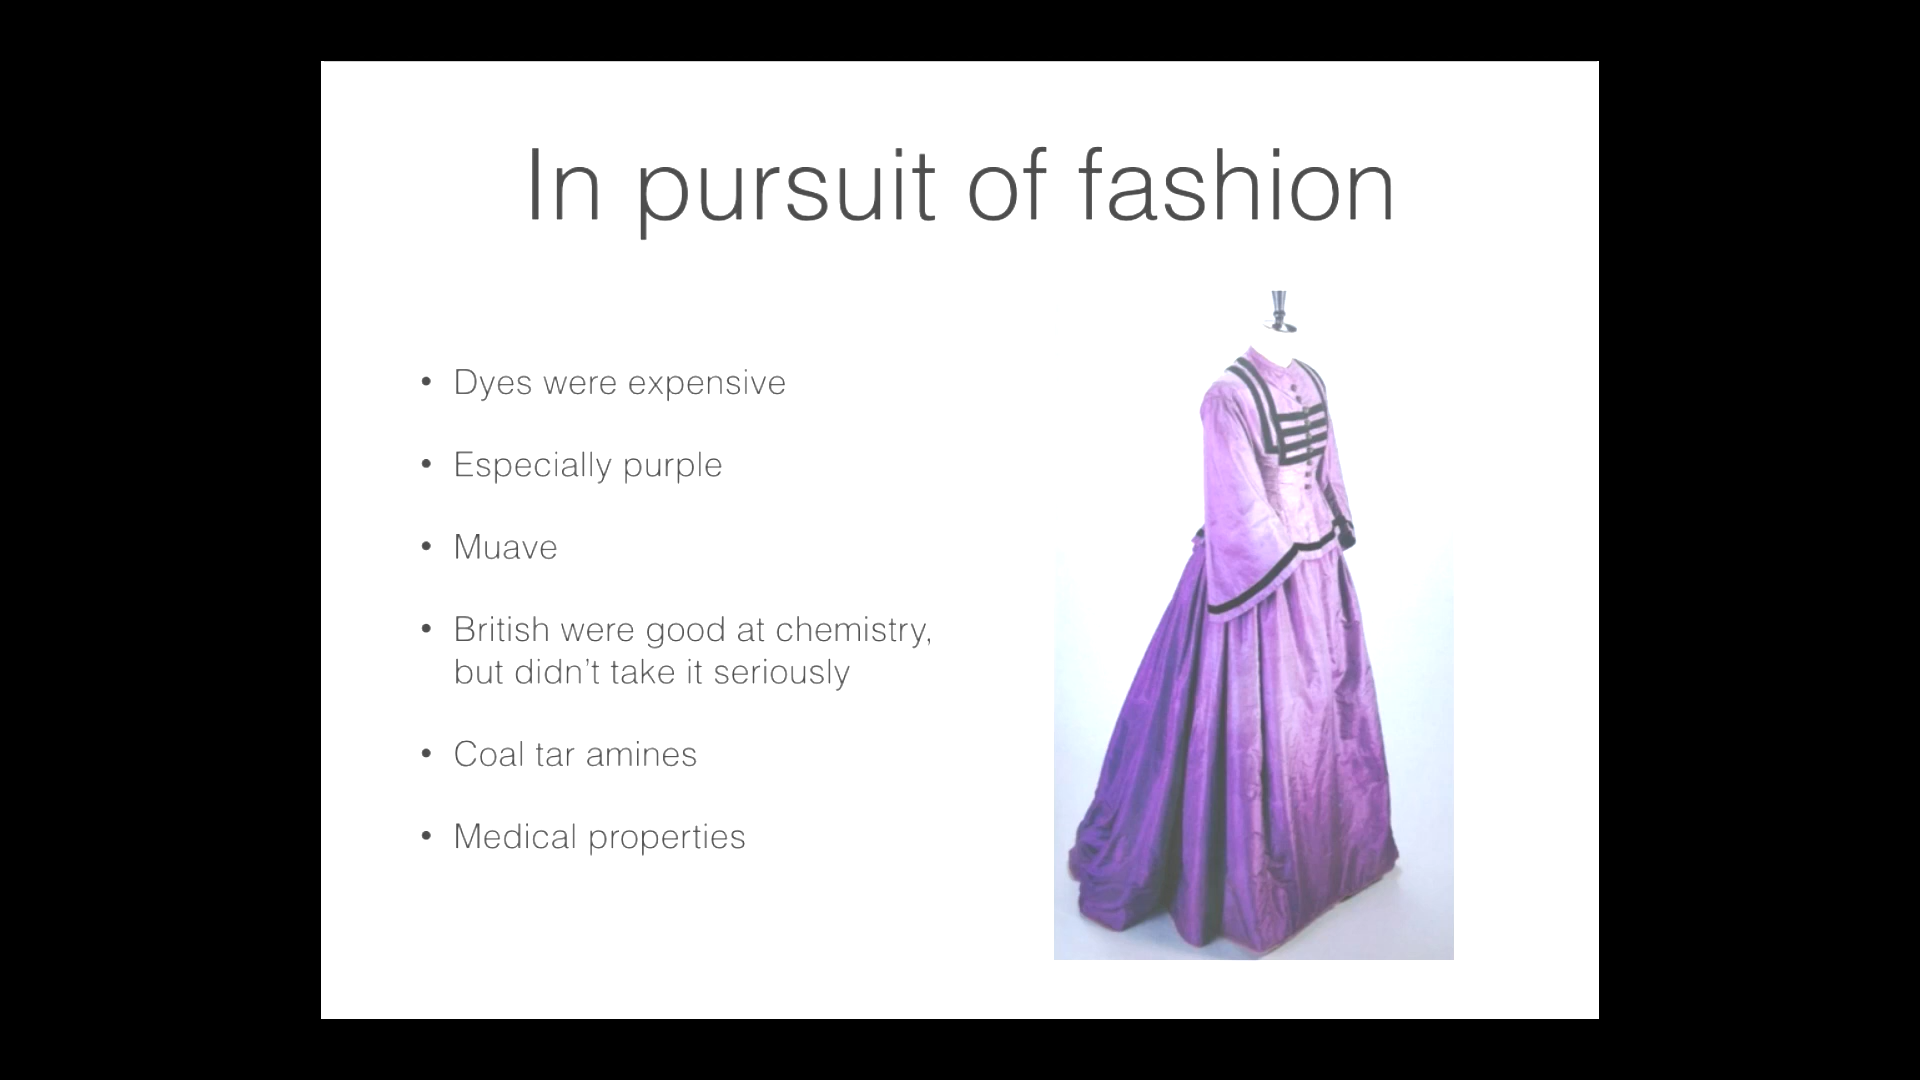 In pursuit of fashion
• Dyes were expensive
• Especially purple
• Muave
• British were good at chemistry,
but didn't take it seriously
• Coal tar amines
• Medical properties